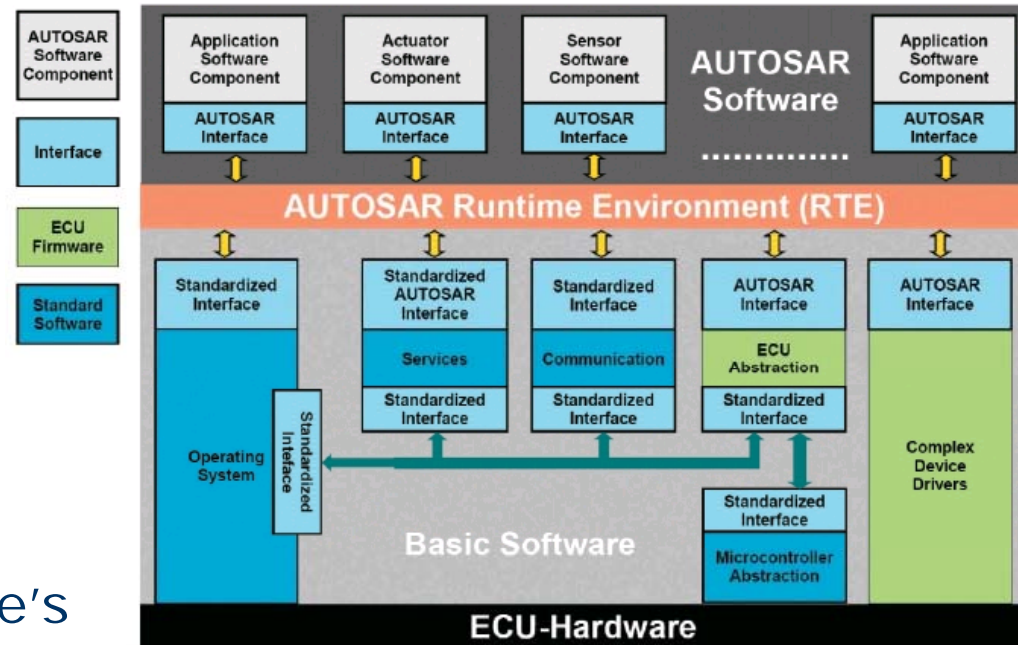 AUTOSAR
Software
Component
Interface
ECU
Firmware
Standard
Software
Application
Software
Component
AUTOSAR
Interface
Actuator
Software
Component
AUTOSAR
Interface
Sensor
Software
Component
AUTOSAR
Interface
AUTOSAR
Software
..............
Application
Software
Component
AUTOSAR
Interface
AUTOSAR Runtime Environment (RTE)
Standardized
Interface
Operating
System
Standardized
Inteface
Standardized
AUTOSAR
Interface
Services
Standardized
Interface
Standardized
Interface
Communication
Standardized
Interface
AUTOSAR
Interface
ECU
Abstraction
Standardized
Interface
Standardized
Interface
Microcontroller
Abstraction
AUTOSAR
Interface
Complex
Device
Drivers
Basic Software
ECU-Hardware
e's